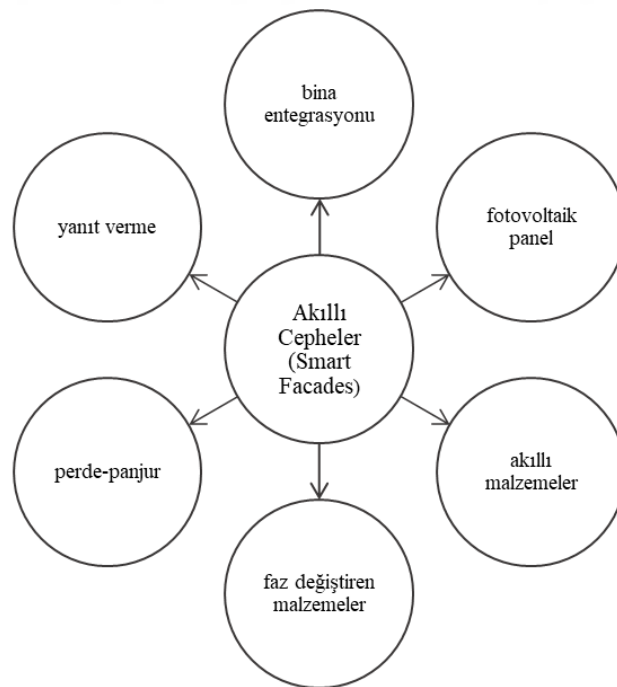 bina
entegrasyonu
yanıt verme
fotovoltaik
panel
Akıllı
Cepheler
(Smart
Facades)
perde-panjur
akıllı
malzemeler
faz değiştiren
malzemeler